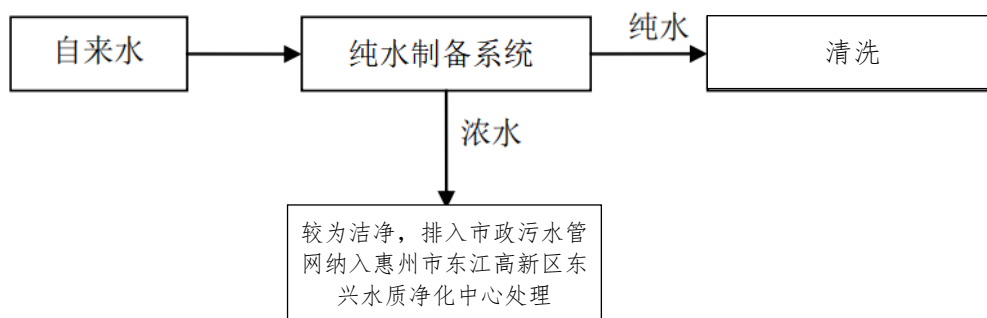 自来水
纯水制备系统
纯水
清洗
浓水
较为洁净，排入市政污水管
网纳入惠州市东江高新区东
兴水质净化中心处理